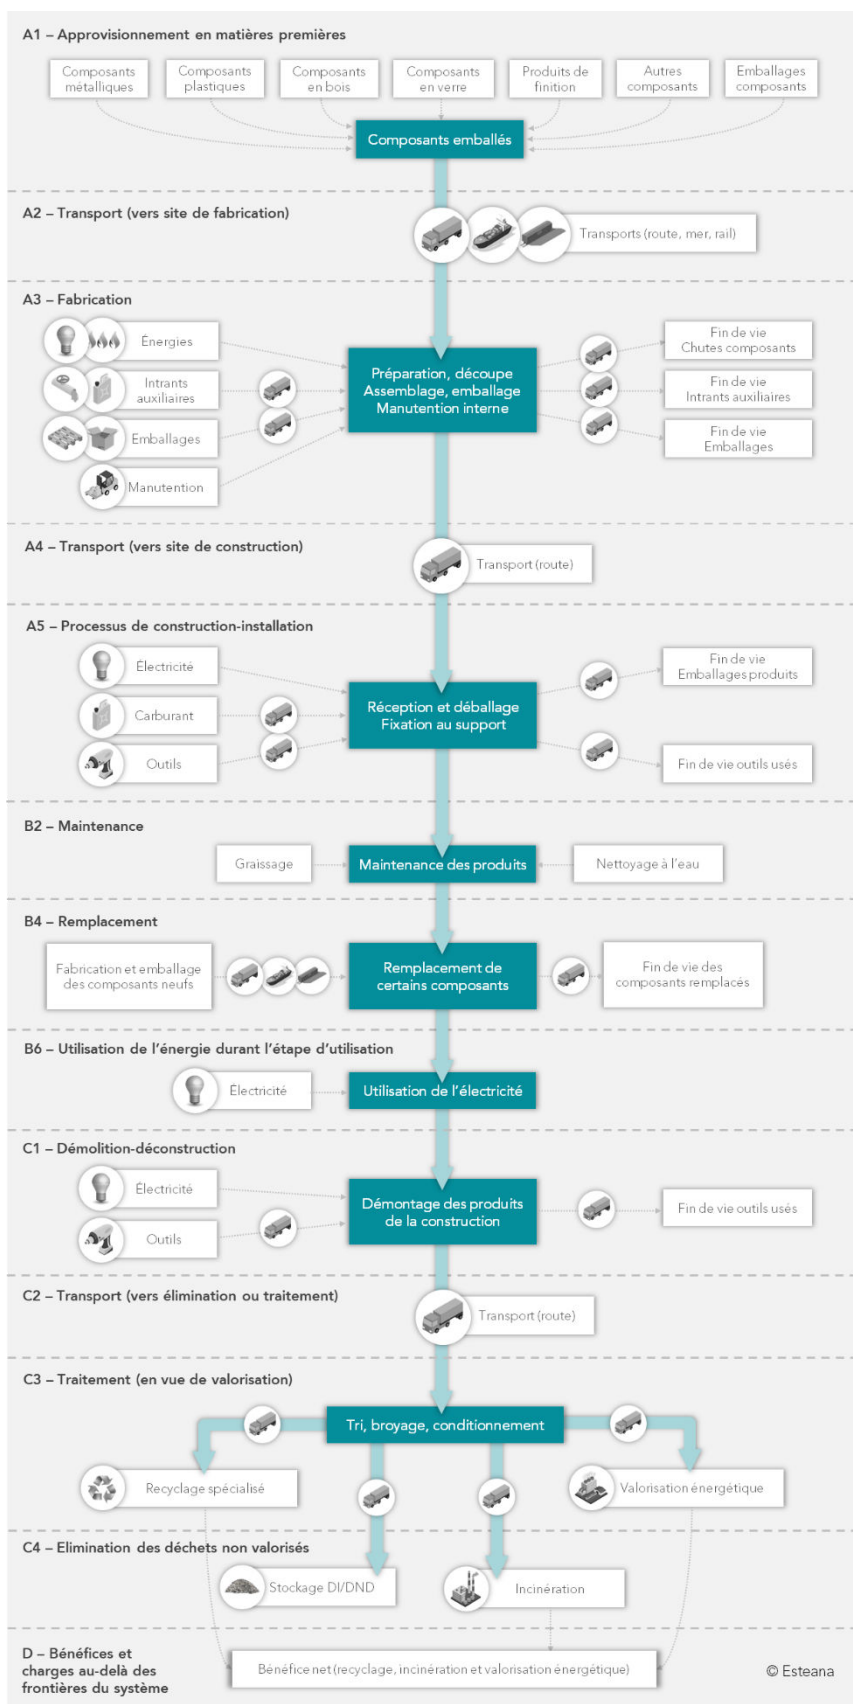 A1 – Approvisionnement en matières premières
Composants
métalliques
Composants
plastiques
Composants
en bois
Composants
en verre
Produits de
finition
Autres
composants
Emballages
composants
Composants emballés
A2 – Transport (vers site de fabrication)
Transports (route, mer, rail)
A3 – Fabrication
Énergies
Intrants
auxiliaires
Emballages
Manutention
Préparation, découpe
Assemblage, emballage
Manutention interne
Fin de vie
Chutes composants
Fin de vie
Intrants auxiliaires
Fin de vie
Emballages
A4 – Transport (vers site de construction)
Transport (route)
A5 – Processus de construction-installation
Électricité
Carburant
Outils
Réception et déballage
Fixation au support
Fin de vie
Emballages produits
Fin de vie outils usés
B2 – Maintenance
Graissage
Maintenance des produits
Nettoyage à l'eau
B4 – Remplacement
Fabrication et emballage
des composants neufs
Remplacement de
certains composants
Fin de vie des
composants remplacés
B6 – Utilisation de l'énergie durant l'étape d'utilisation
Électricité
Utilisation de l'électricité
C1 – Démolition-déconstruction
Électricité
Outils
Démontage des produits
de la construction
Fin de vie outils usés
C2 – Transport (vers élimination ou traitement)
Transport (route)
C3 – Traitement (en vue de valorisation)
Tri, broyage, conditionnement
Recyclage spécialisé
Valorisation énergétique
C4 – Elimination des déchets non valorisés
Stockage DI/DND
Incinération
D – Bénéfices et
charges au-delà des
frontières du système
Bénéfice net (recyclage, incinération et valorisation énergétique)
© Esteana